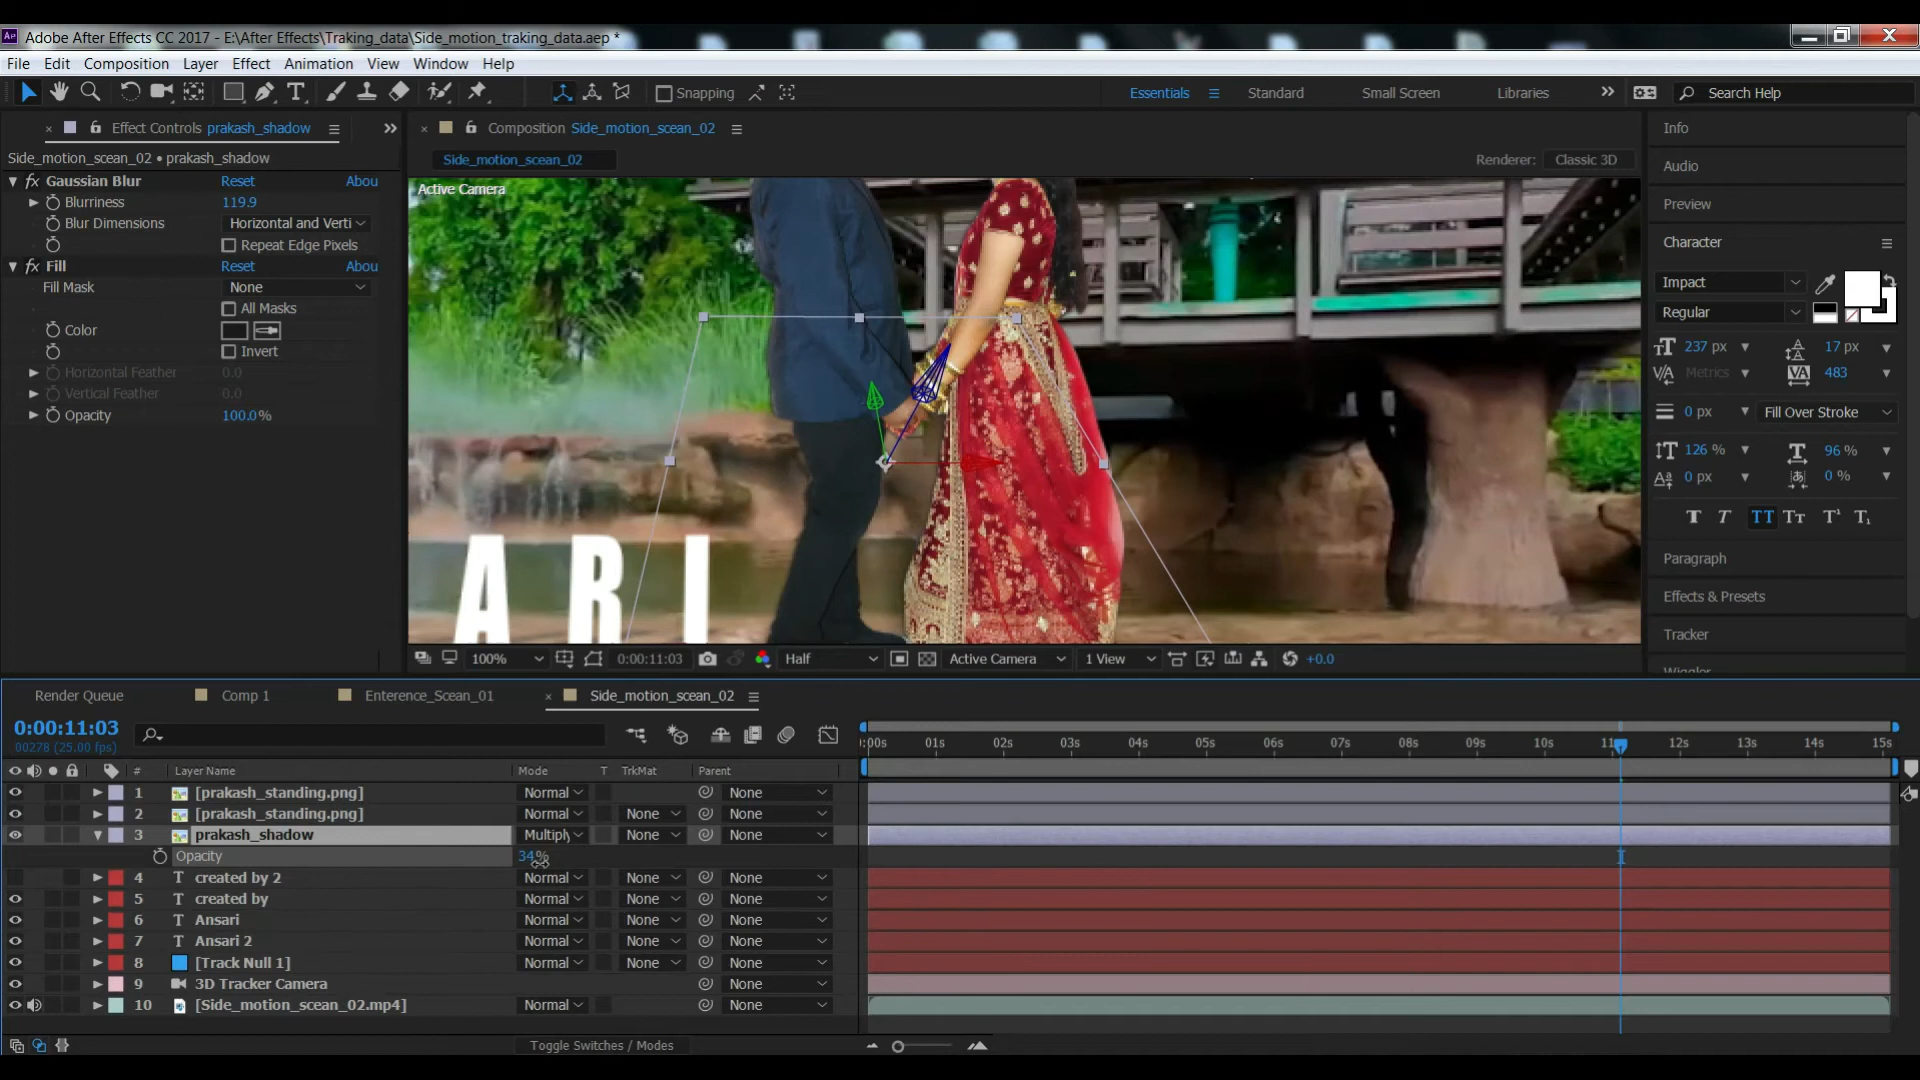 Adobe After Effects CC 2017 - E:\After Effects\Traking_data\Side_motion_traking_data.aep *
File Edit Composition Layer Effect Animation View Window Help
Snapping Essentials Standard Small Screen Libraries Search Help
Effect Controls prakash_shadow
Side_motion_scean_02 • prakash_shadow
fx Gaussian Blur Reset Abou
Blurriness 119.9
Blur Dimensions Horizontal and Verti
Repeat Edge Pixels
fx Fill Reset Abou
Fill Mask None
All Masks
Color
Invert
Horizontal Feather 0.0
Vertical Feather 0.0
Opacity 100.0%
Composition Side_motion_scean_02
Side_motion_scean_02
Renderer: Classic 3D
Active Camera
A R I
100% 0:00:11:03 Half Active Camera 1 View +0.0
Info
Audio
Preview
Character
Impact
Regular
237 px 17 px
Metrics 483
0 px Fill Over Stroke
126 % 96 %
0 px 0 %
Paragraph
Effects & Presets
Tracker
Wiggler
Render Queue Comp 1 Enterence_Scean_01 Side_motion_scean_02
0:00:11:03
00278 (25.00 fps)
:00s 01s 02s 03s 04s 05s 06s 07s 08s 09s 10s 11s 12s 13s 14s 15s
# Layer Name Mode T TrkMat Parent
1 [prakash_standing.png] Normal None
2 [prakash_standing.png] Normal None None
3 prakash_shadow Multiply None None
Opacity 34%
4 T created by 2 Normal None None
5 T created by Normal None None
6 T Ansari Normal None None
7 T Ansari 2 Normal None None
8 [Track Null 1] Normal None None
9 3D Tracker Camera None
10 [Side_motion_scean_02.mp4] Normal None
Toggle Switches / Modes